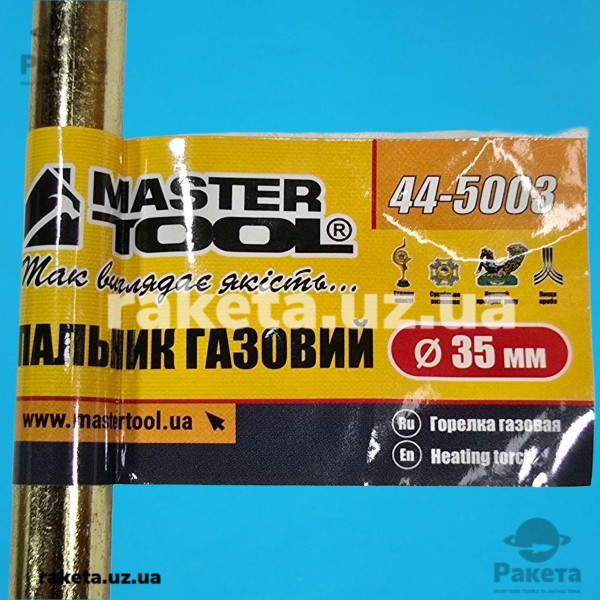 Ракета
MASTER
TOOL®
44-5003
Так виглядає якість...
raketa.uz.ua
ПАЛЬНИК ГАЗОВИЙ
Ø 35 мм
www.mastertool.ua
Ru Горелка газовая
En Heating torch
raketa.uz.ua
Ракета